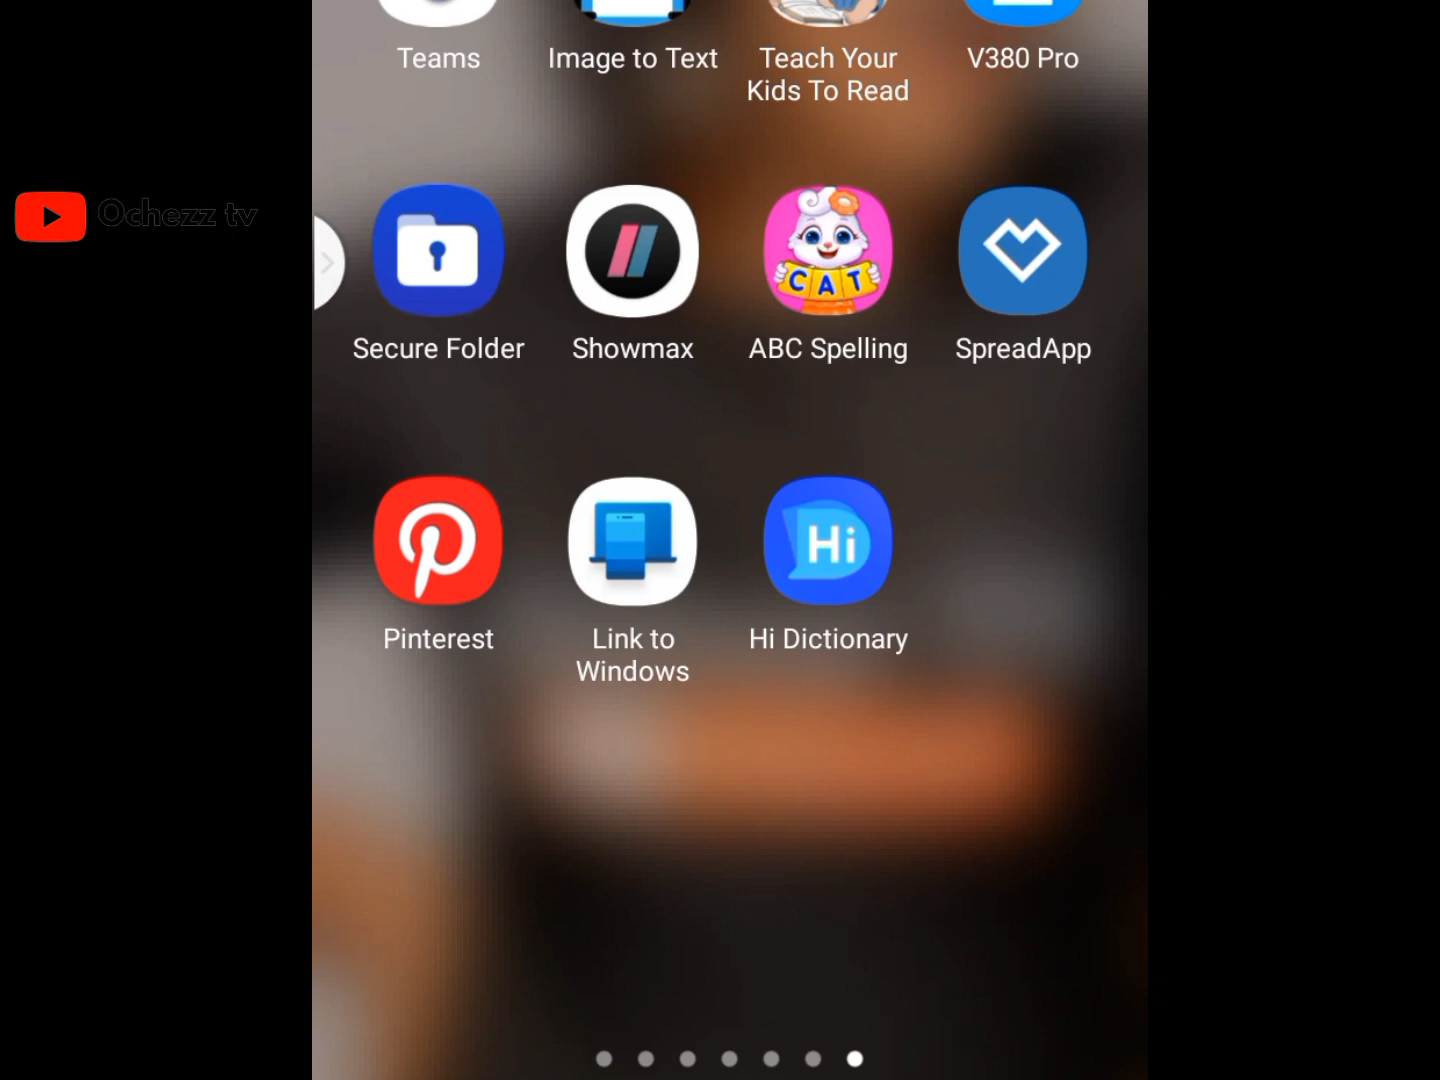 Teams
Image to Text
Teach Your
Kids To Read
V380 Pro
Ochezz tv
CAT
Secure Folder
Showmax
ABC Spelling
SpreadApp
Hi
Pinterest
Link to
Windows
Hi Dictionary